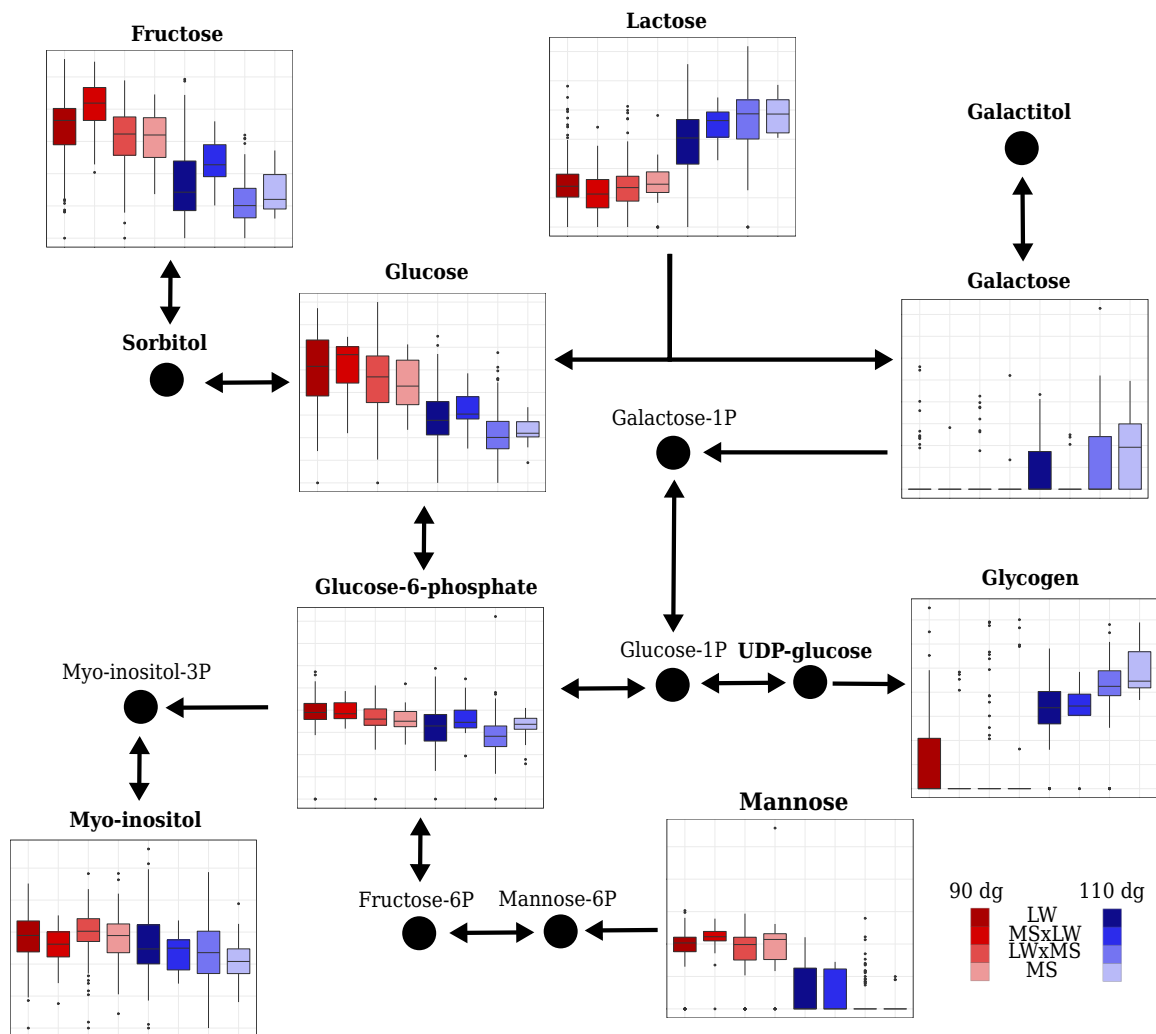 Fructose
Lactose
Galactitol
Glucose
Galactose
Sorbitol
Galactose-1P
Glucose-6-phosphate
Glycogen
Myo-inositol-3P
Glucose-1P
UDP-glucose
Mannose
Myo-inositol
Fructose-6P
Mannose-6P
90 dg 110 dg
LW
MSxLW
LWxMS
MS